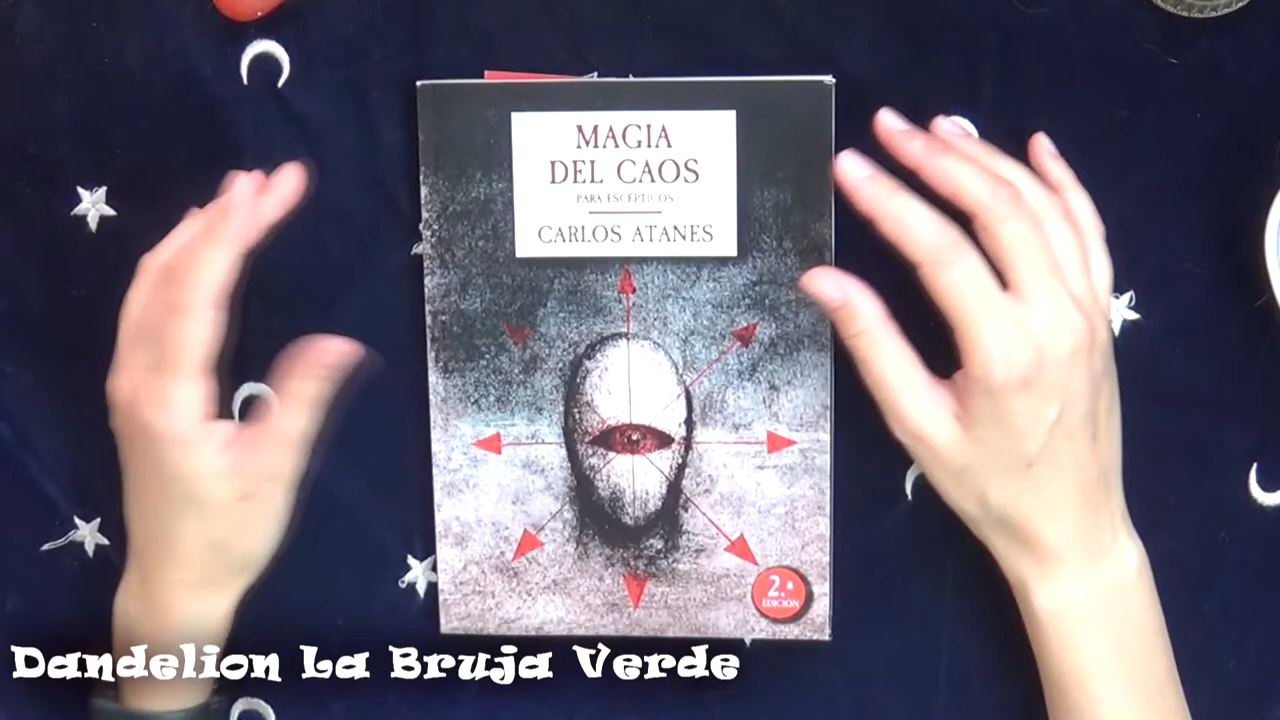 MAGIA
DEL CAOS
PARA ESCÉPTICOS
CARLOS ATANES
2.ª
EDICIÓN
Dandelion La Bruja Verde